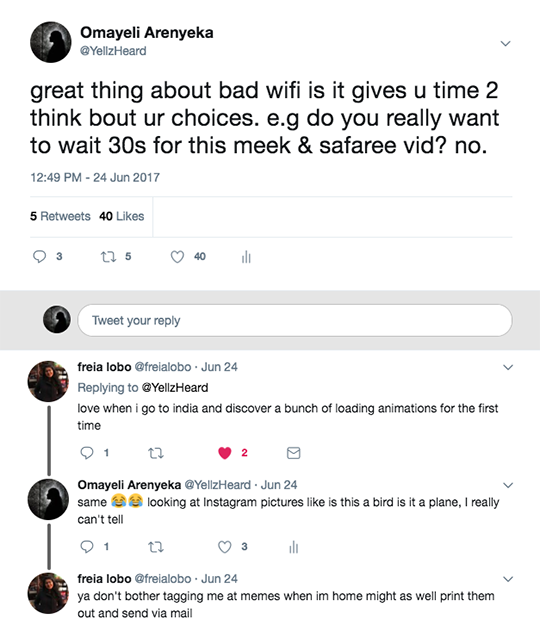 Omayeli Arenyeka
@YellzHeard
great thing about bad wifi is it gives u time 2
think bout ur choices. e.g do you really want
to wait 30s for this meek & safaree vid? no.
12:49 PM - 24 Jun 2017
5 Retweets 40 Likes
3 5 40
Tweet your reply
freia lobo @freialobo · Jun 24
Replying to @YellzHeard
love when i go to india and discover a bunch of loading animations for the first
time
1 2
Omayeli Arenyeka @YellzHeard · Jun 24
same 😂😂 looking at Instagram pictures like is this a bird is it a plane, I really
can't tell
1 3
freia lobo @freialobo · Jun 24
ya don't bother tagging me at memes when im home might as well print them
out and send via mail